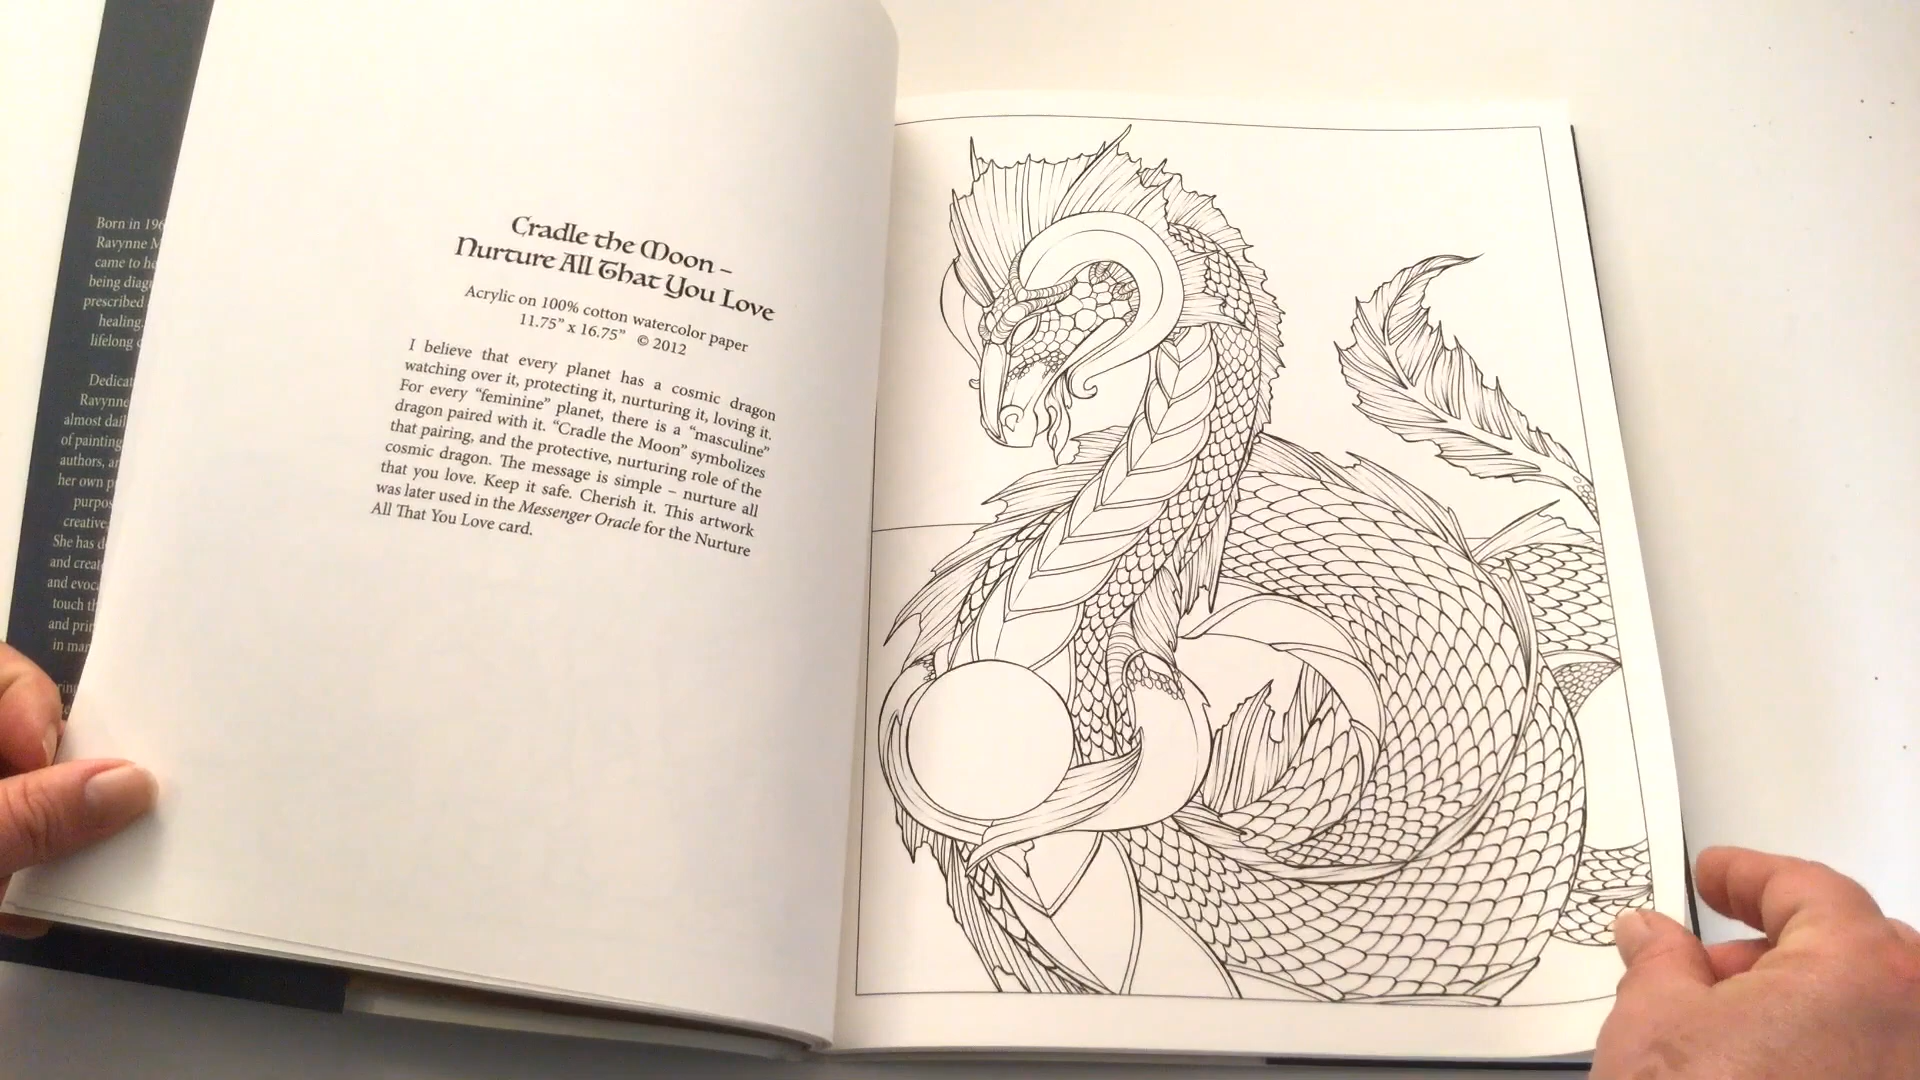 Born in 196
Ravynne M
came to he
being diag
prescribed
healing.
lifelong
Dedicat
Ravynne
almost dail
of painting
authors, ar
her own p
purpos
creative
She has d
and creat
and evoca
touch th
and prin
in mar
Cradle the Moon –
Nurture All That You Love
Acrylic on 100% cotton watercolor paper
11.75” x 16.75” © 2012
I believe that every planet has a cosmic dragon
watching over it, protecting it, nurturing it, loving it.
For every “feminine” planet, there is a “masculine”
dragon paired with it. “Cradle the Moon” symbolizes
that pairing, and the protective, nurturing role of the
cosmic dragon. The message is simple – nurture all
that you love. Keep it safe. Cherish it. This artwork
was later used in the Messenger Oracle for the Nurture
All That You Love card.